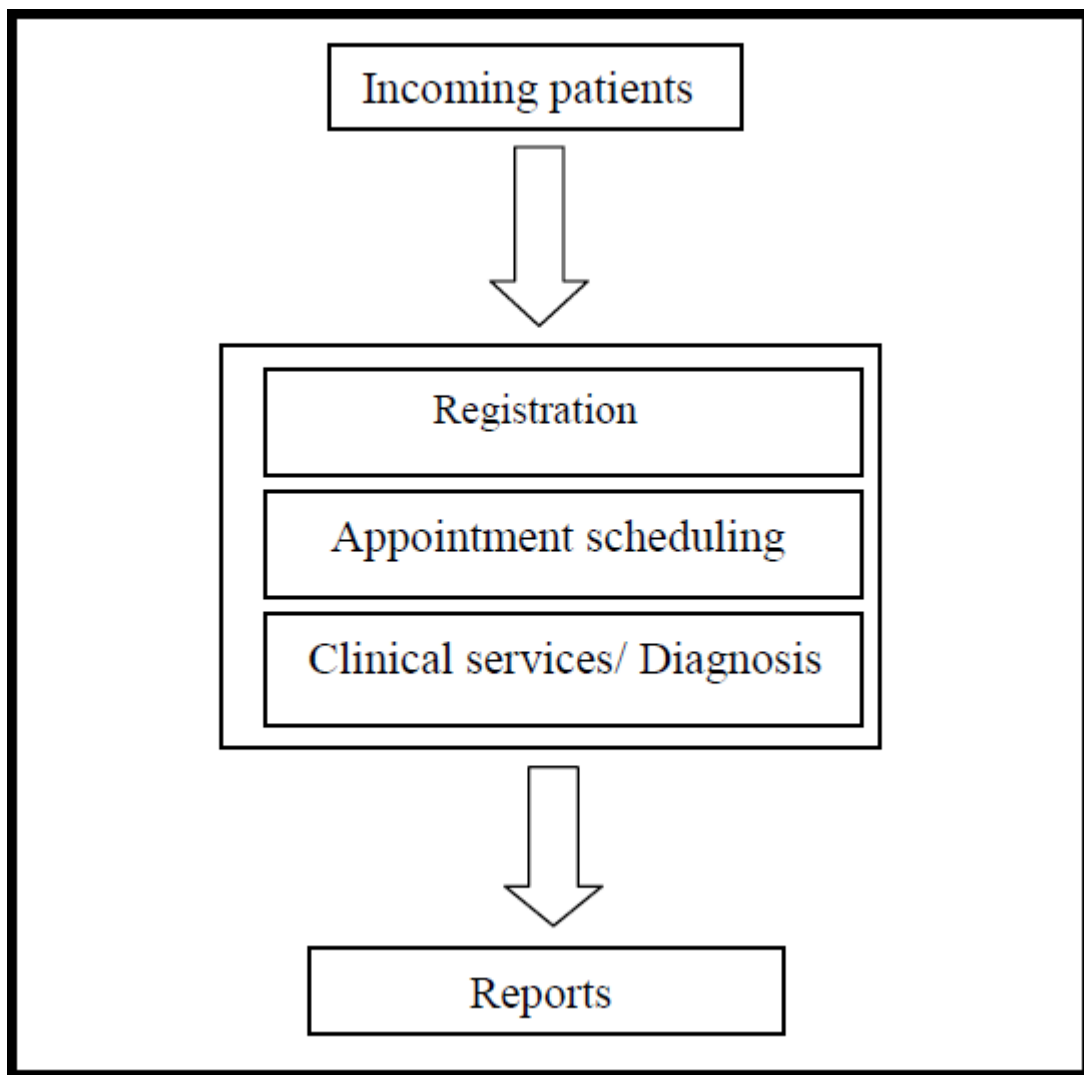 Incoming patients
Registration
Appointment scheduling
Clinical services/ Diagnosis
Reports